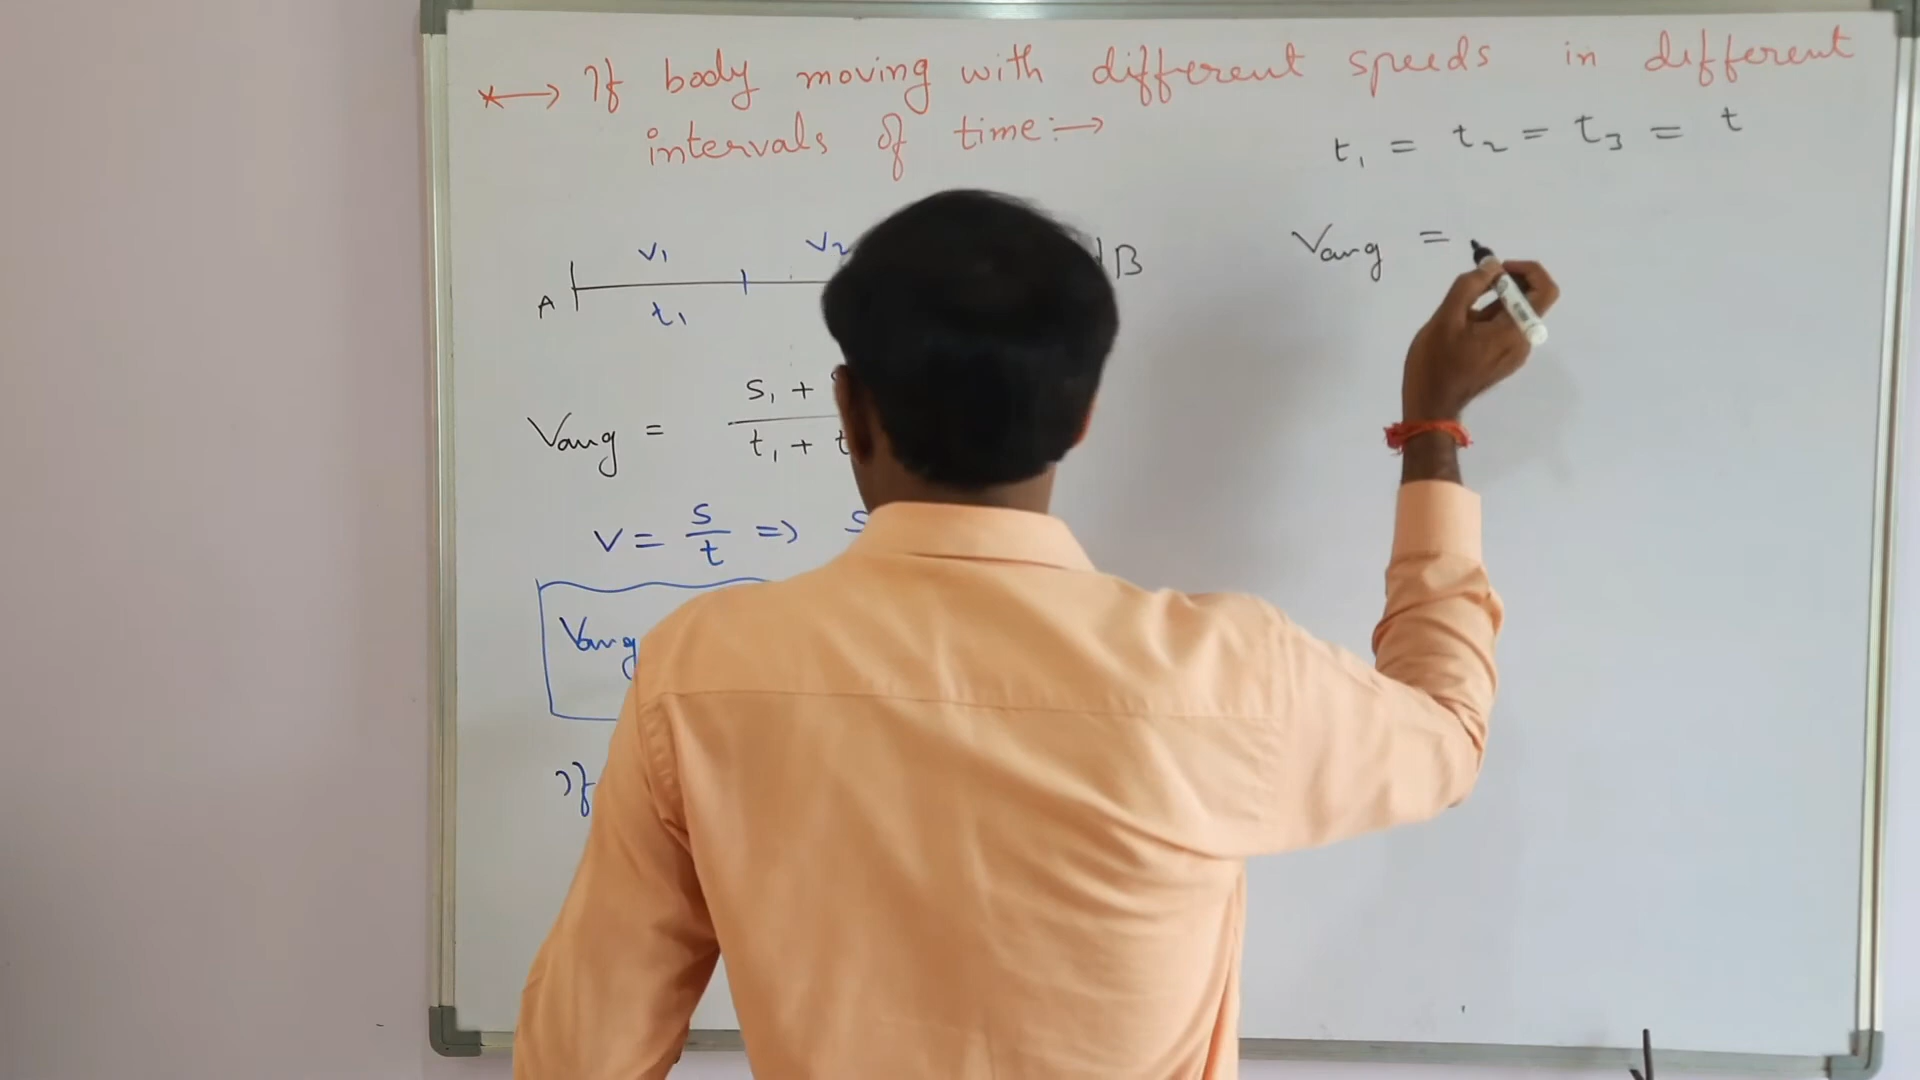 *→ If body moving with different speeds in different
intervals of time:→
t₁ = t₂ = t₃ = t
V₁ V₂
A B
t₁
Vavg =
Vavg = s₁ +
t₁ + t
V = s/t ⇒ s
Vavg
If